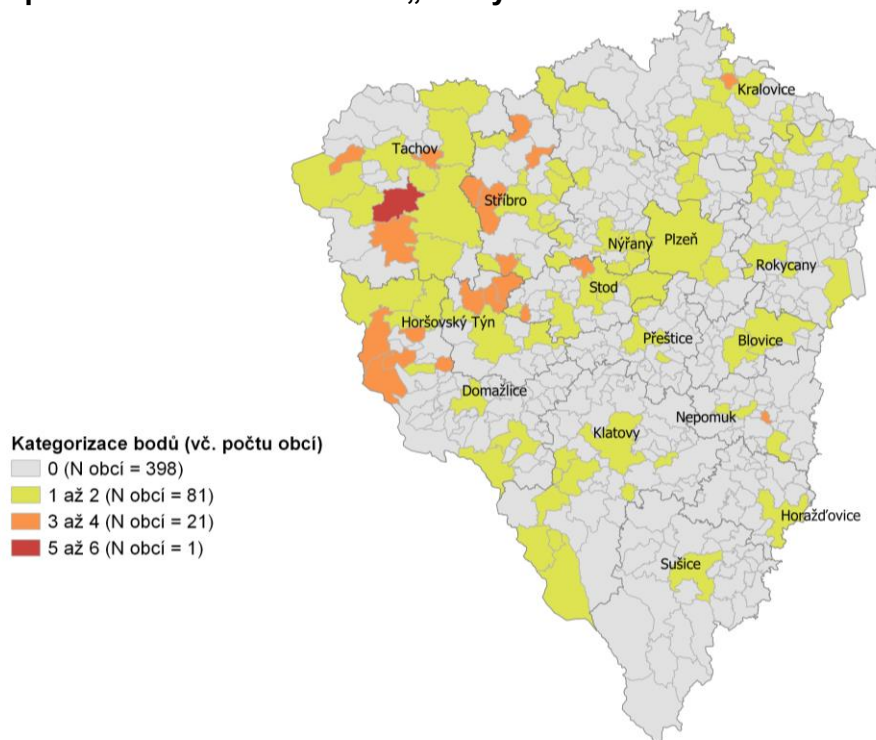 Kralovice
Tachov
Stříbro
Nýřany
Plzeň
Rokycany
Stod
Horšovský Týn
Přeštice
Blovice
Domažlice
Nepomuk
Klatovy
Kategorizace bodů (vč. počtu obcí)
0 (N obcí = 398)
1 až 2 (N obcí = 81)
3 až 4 (N obcí = 21)
5 až 6 (N obcí = 1)
Horažďovice
Sušice